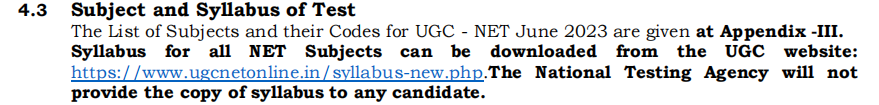 4.3 Subject and Syllabus of Test
The List of Subjects and their Codes for UGC - NET June 2023 are given at Appendix -III.
Syllabus for all NET Subjects can be downloaded from the UGC website:
https://www.ugcnetonline.in/syllabus-new.php.The National Testing Agency will not
provide the copy of syllabus to any candidate.